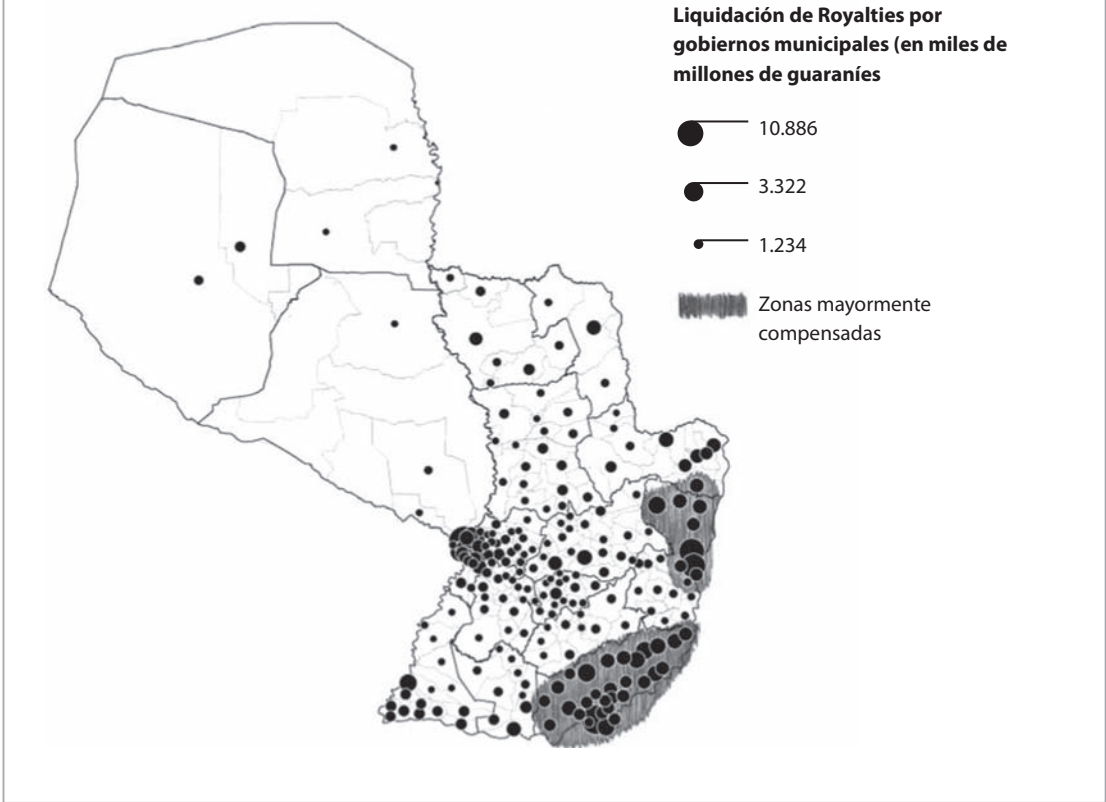 Liquidación de Royalties por
gobiernos municipales (en miles de
millones de guaraníes
10.886
3.322
1.234
Zonas mayormente
compensadas